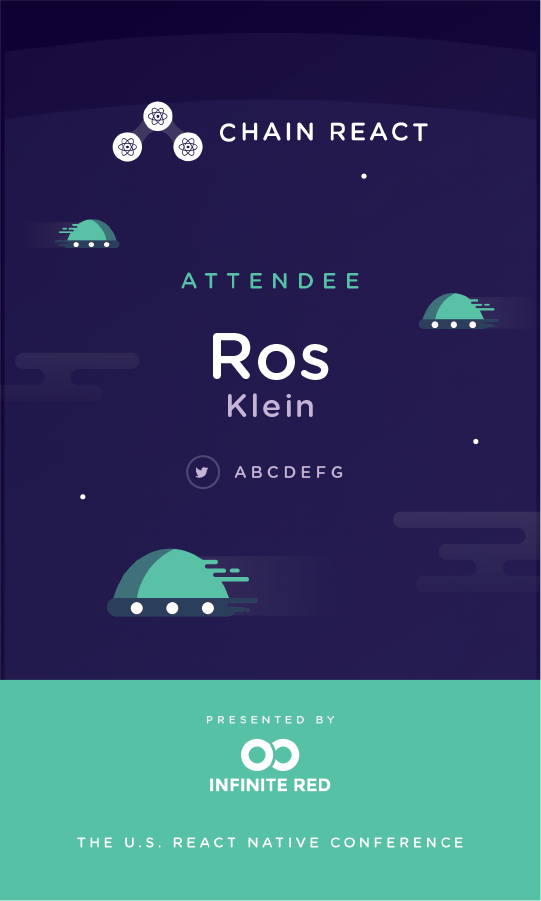 CHAIN REACT
ATTENDEE
Ros
Klein
ABCDEFG
PRESENTED BY
INFINITE RED
THE U.S. REACT NATIVE CONFERENCE